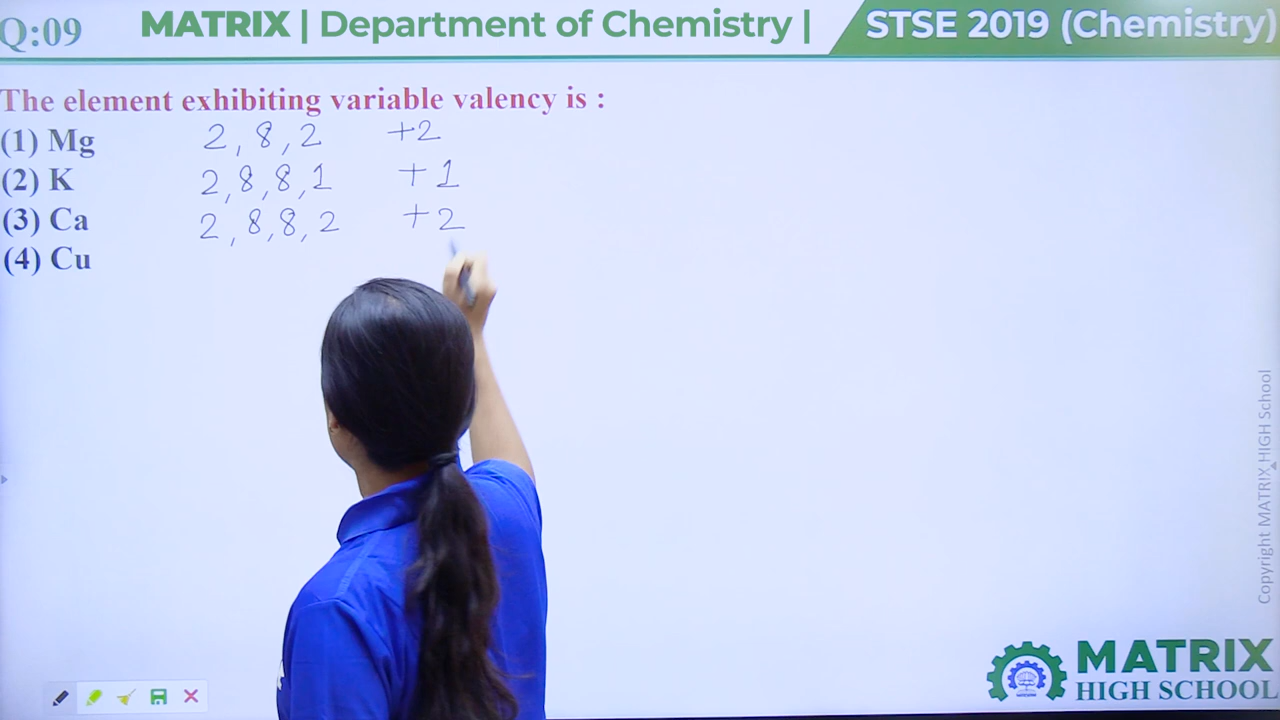 Q:09 MATRIX | Department of Chemistry | STSE 2019 (Chemistry)
The element exhibiting variable valency is :
(1) Mg 2, 8, 2 +2
(2) K 2, 8, 8, 1 +1
(3) Ca 2, 8, 8, 2 +2
(4) Cu
Copyright MATRIX HIGH School
MATRIX
HIGH SCHOOL